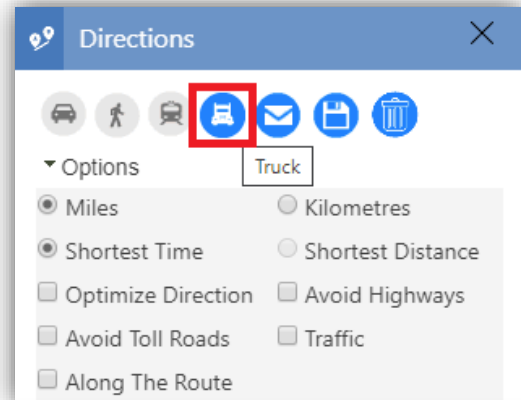 Directions
Truck
Options
Miles Kilometres
Shortest Time Shortest Distance
Optimize Direction Avoid Highways
Avoid Toll Roads Traffic
Along The Route